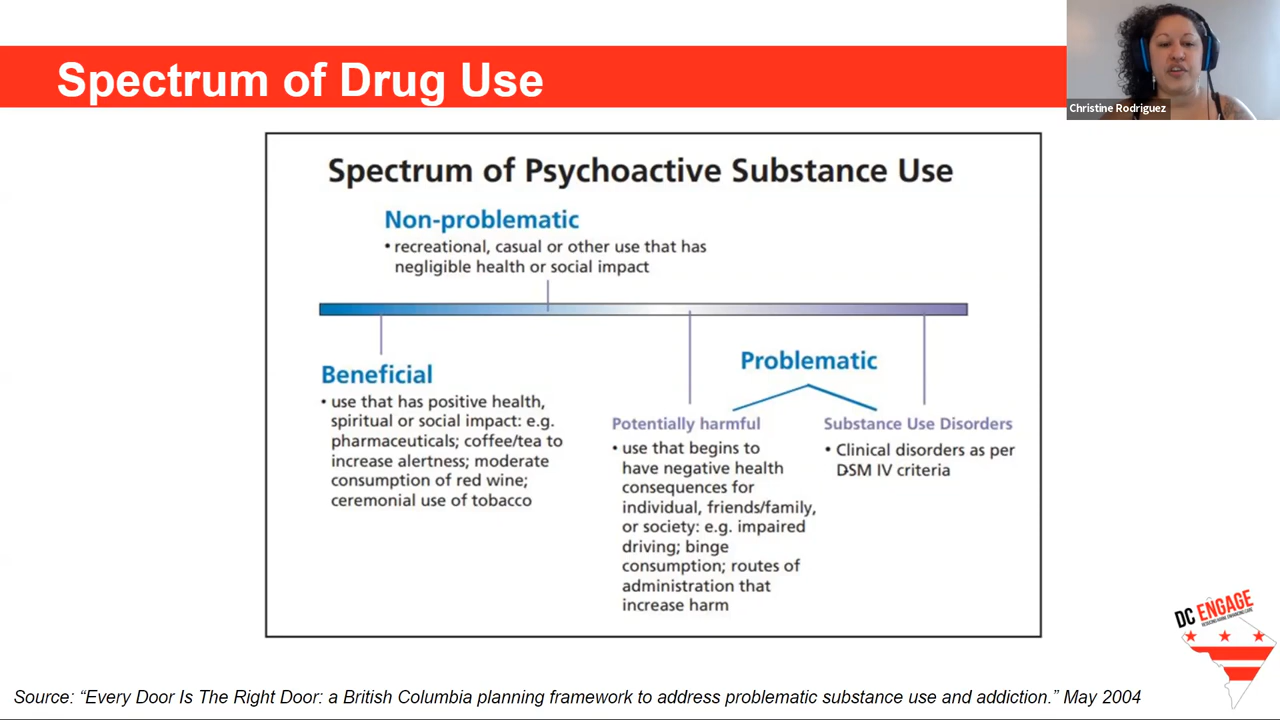 Spectrum of Drug Use
Christine Rodriguez
Spectrum of Psychoactive Substance Use
Non-problematic
• recreational, casual or other use that has
negligible health or social impact
Beneficial
• use that has positive health,
spiritual or social impact: e.g.
pharmaceuticals; coffee/tea to
increase alertness; moderate
consumption of red wine;
ceremonial use of tobacco
Problematic
Potentially harmful
• use that begins to
have negative health
consequences for
individual, friends/family,
or society: e.g. impaired
driving; binge
consumption; routes of
administration that
increase harm
Substance Use Disorders
• Clinical disorders as per
DSM IV criteria
DC ENGAGE
REDUCING HARM, ENHANCING CARE
Source: “Every Door Is The Right Door: a British Columbia planning framework to address problematic substance use and addiction.” May 2004